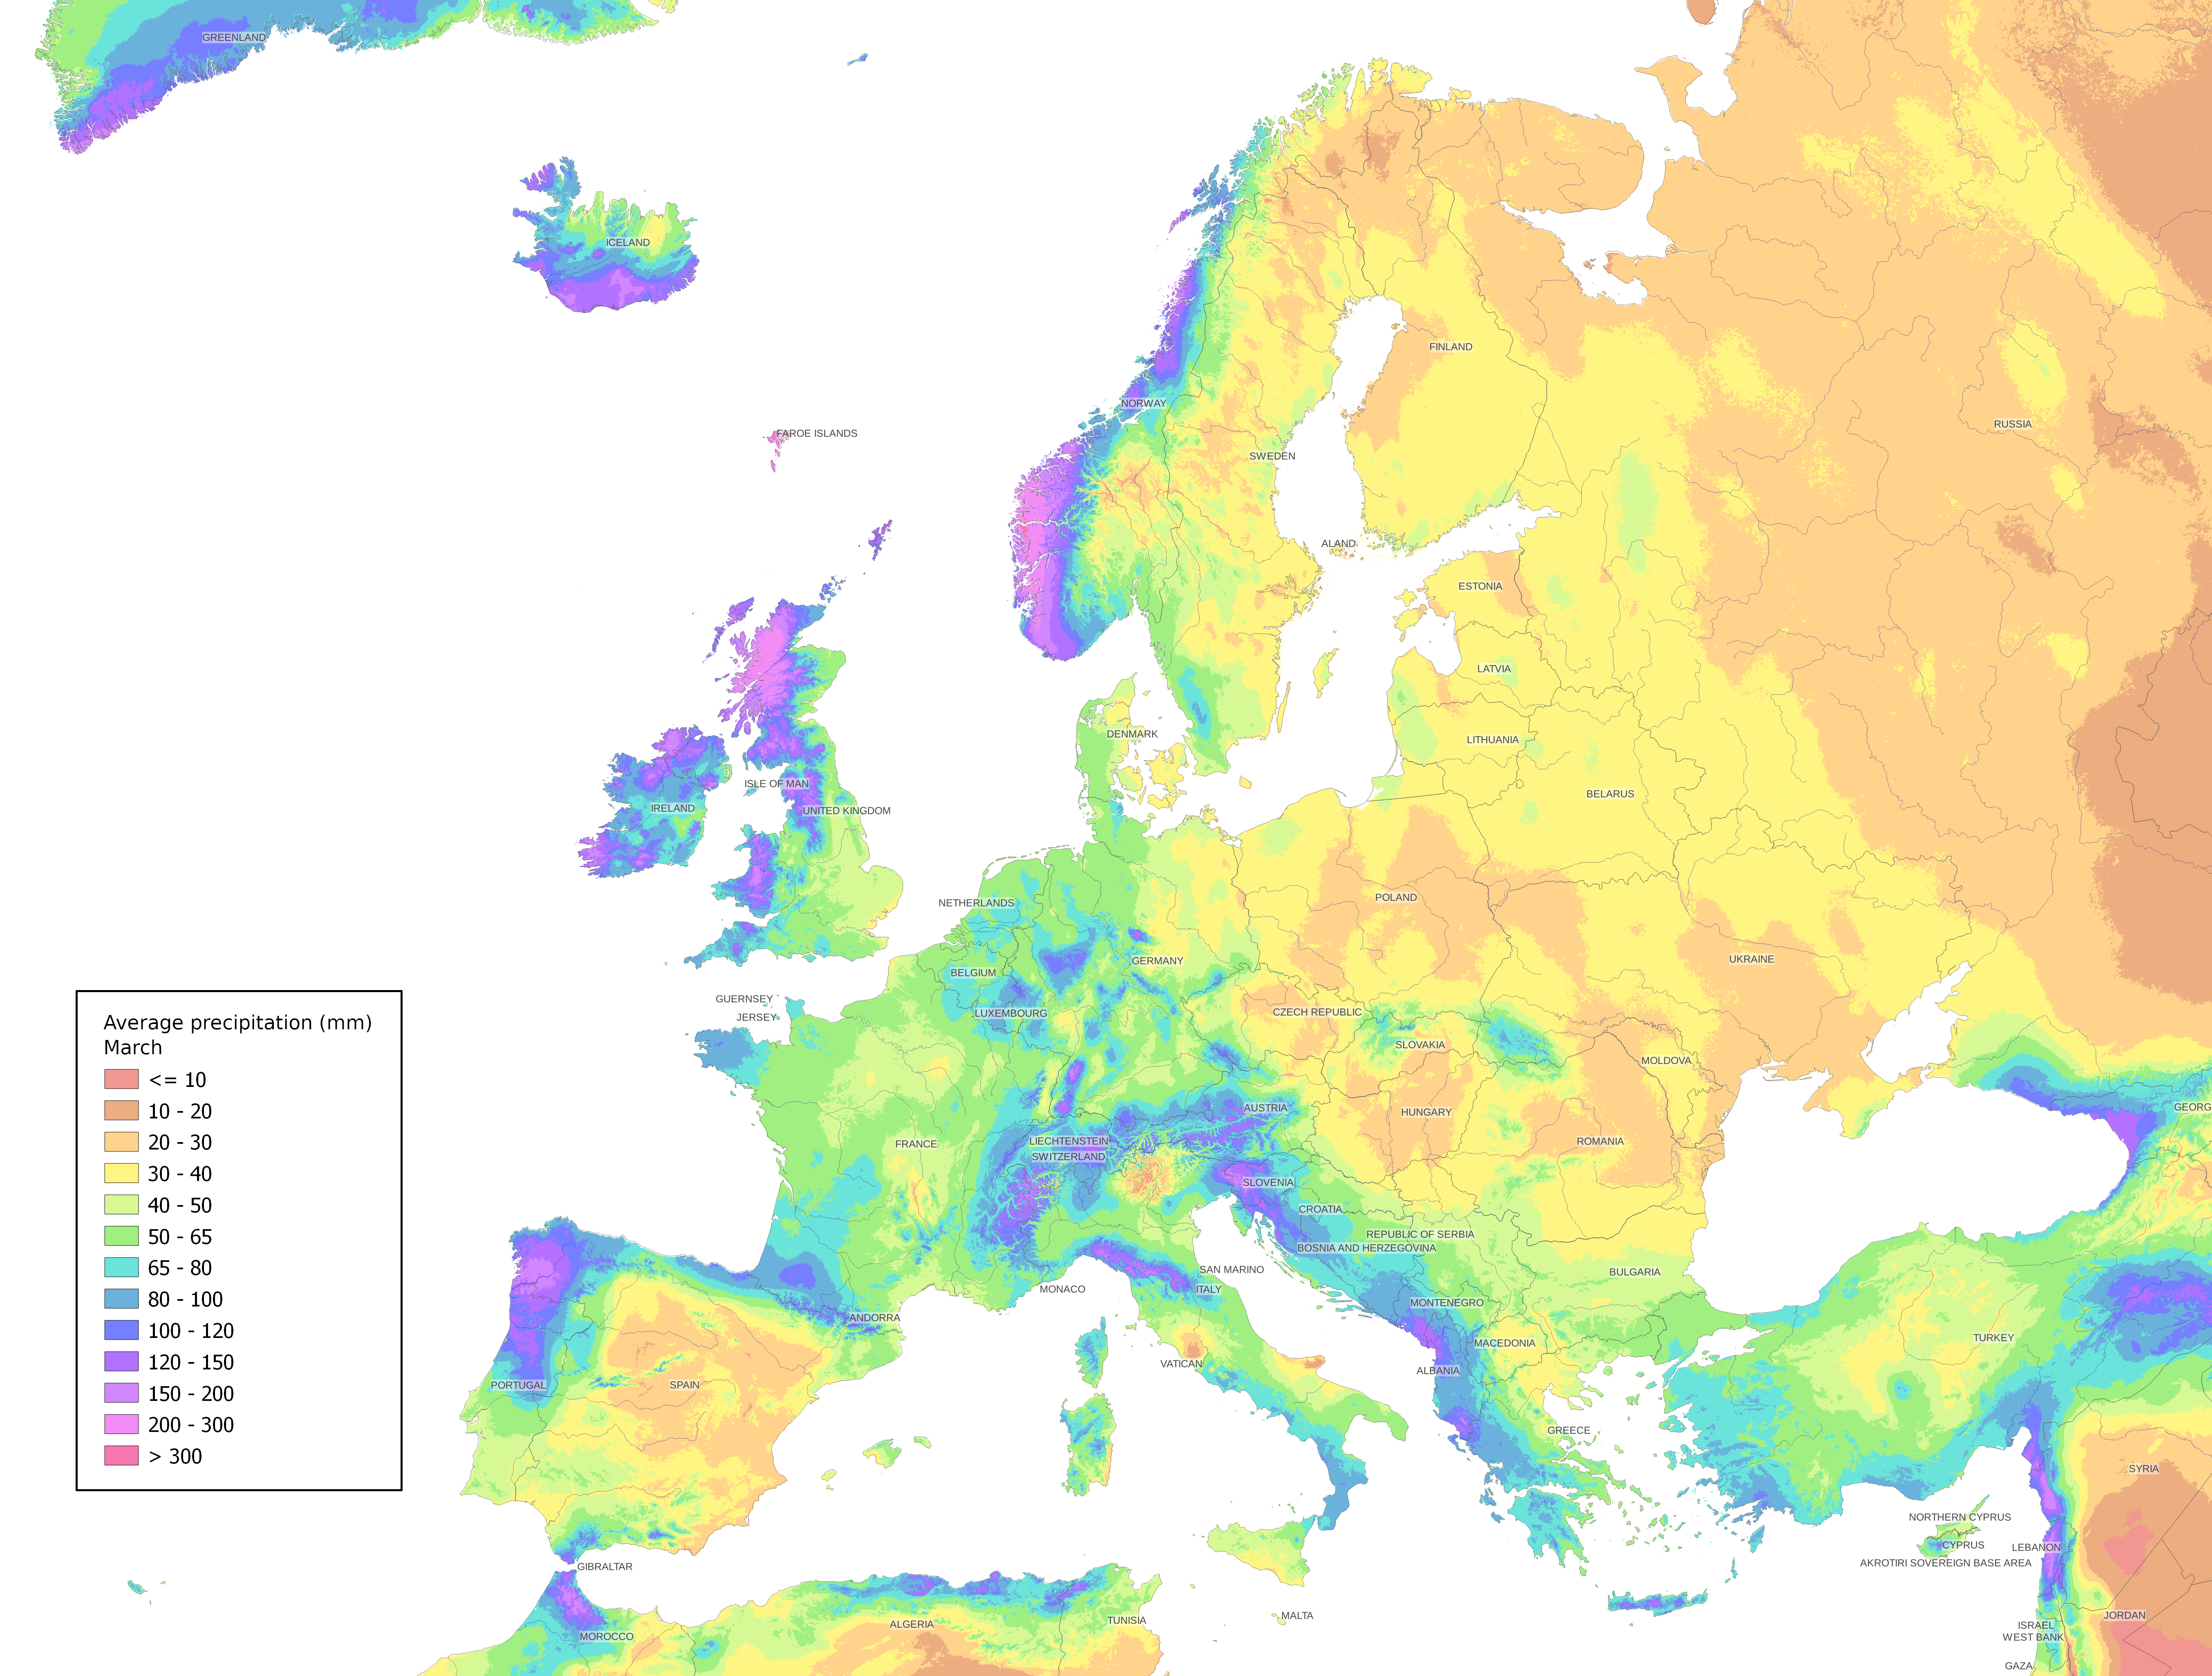 GREENLAND
ICELAND
FINLAND
NORWAY
RUSSIA
FAROE ISLANDS
SWEDEN
ALAND
ESTONIA
LATVIA
DENMARK
LITHUANIA
ISLE OF MAN
BELARUS
IRELAND
UNITED KINGDOM
POLAND
NETHERLANDS
UKRAINE
GERMANY
BELGIUM
GUERNSEY
LUXEMBOURG
CZECH REPUBLIC
JERSEY
SLOVAKIA
MOLDOVA
AUSTRIA
GEORG
HUNGARY
LIECHTENSTEIN
ROMANIA
FRANCE
SWITZERLAND
SLOVENIA
CROATIA
REPUBLIC OF SERBIA
BOSNIA AND HERZEGOVINA
SAN MARINO
BULGARIA
MONACO
ITALY
MONTENEGRO
ANDORRA
TURKEY
MACEDONIA
VATICAN
ALBANIA
PORTUGAL
SPAIN
GREECE
SYRIA
NORTHERN CYPRUS
CYPRUS
LEBANON
AKROTIRI SOVEREIGN BASE AREA
GIBRALTAR
MALTA
JORDAN
TUNISIA
ALGERIA
ISRAEL
MOROCCO
WEST BANK
GAZA
Average precipitation (mm)
March
<= 10
10 - 20
20 - 30
30 - 40
40 - 50
50 - 65
65 - 80
80 - 100
100 - 120
120 - 150
150 - 200
200 - 300
> 300